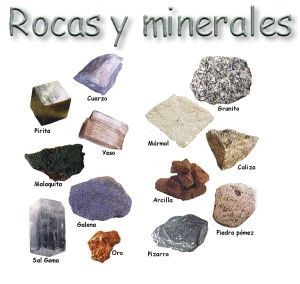 Rocas y minerales
Cuarzo
Granito
Pirita
Yeso
Mármol
Caliza
Malaquita
Arcilla
Galena
Piedra pómez
Sal Gema
Oro
Pizarra